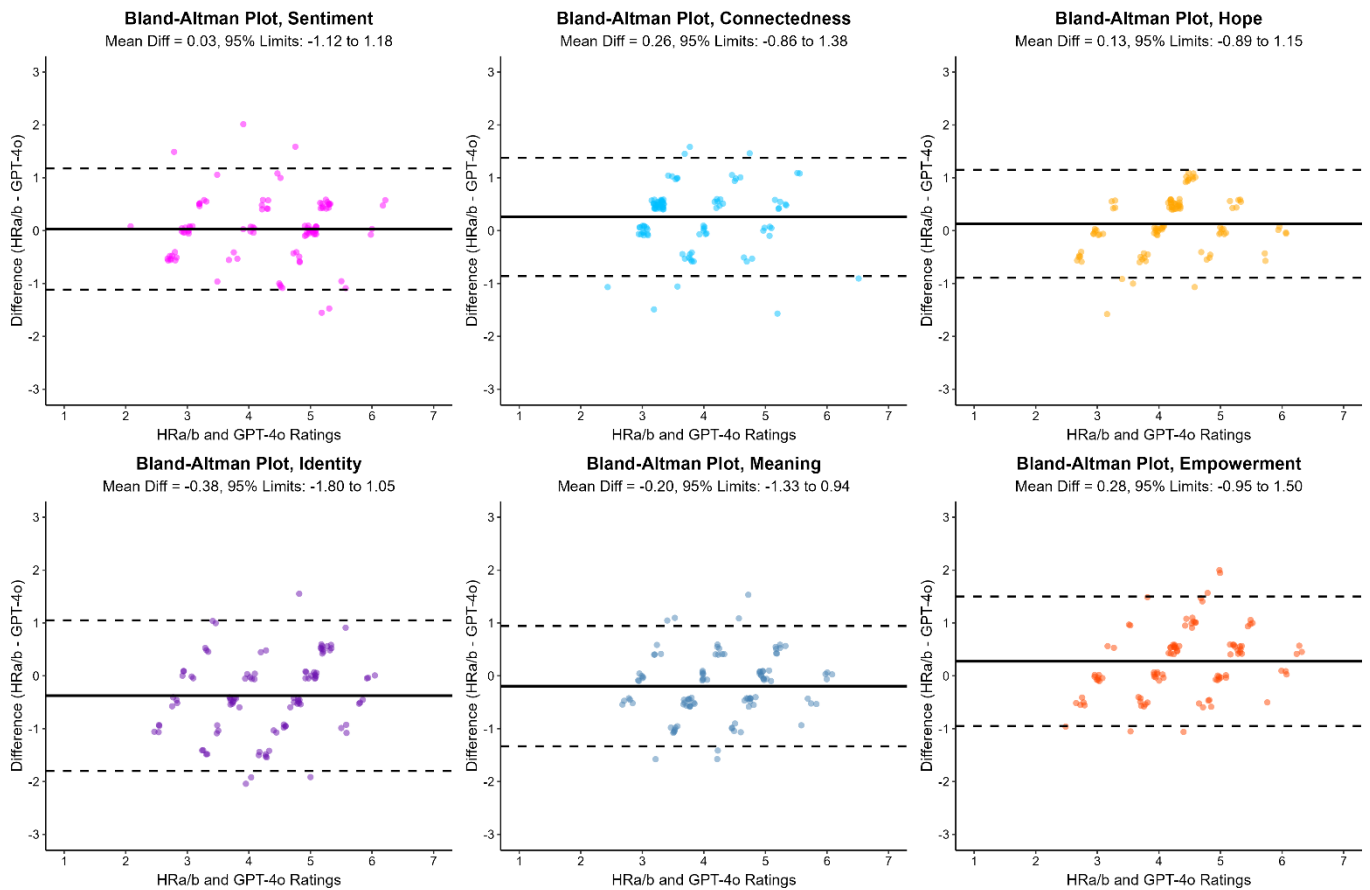 Bland-Altman Plot, Sentiment
Mean Diff = 0.03, 95% Limits: -1.12 to 1.18
Difference (HRa/b - GPT-4o)
3
2
1
0
-1
-2
-3
1 2 3 4 5 6 7
HRa/b and GPT-4o Ratings
Bland-Altman Plot, Connectedness
Mean Diff = 0.26, 95% Limits: -0.86 to 1.38
Difference (HRa/b - GPT-4o)
3
2
1
0
-1
-2
-3
1 2 3 4 5 6 7
HRa/b and GPT-4o Ratings
Bland-Altman Plot, Hope
Mean Diff = 0.13, 95% Limits: -0.89 to 1.15
Difference (HRa/b - GPT-4o)
3
2
1
0
-1
-2
-3
1 2 3 4 5 6 7
HRa/b and GPT-4o Ratings
Bland-Altman Plot, Identity
Mean Diff = -0.38, 95% Limits: -1.80 to 1.05
Difference (HRa/b - GPT-4o)
3
2
1
0
-1
-2
-3
1 2 3 4 5 6 7
HRa/b and GPT-4o Ratings
Bland-Altman Plot, Meaning
Mean Diff = -0.20, 95% Limits: -1.33 to 0.94
Difference (HRa/b - GPT-4o)
3
2
1
0
-1
-2
-3
1 2 3 4 5 6 7
HRa/b and GPT-4o Ratings
Bland-Altman Plot, Empowerment
Mean Diff = 0.28, 95% Limits: -0.95 to 1.50
Difference (HRa/b - GPT-4o)
3
2
1
0
-1
-2
-3
1 2 3 4 5 6 7
HRa/b and GPT-4o Ratings